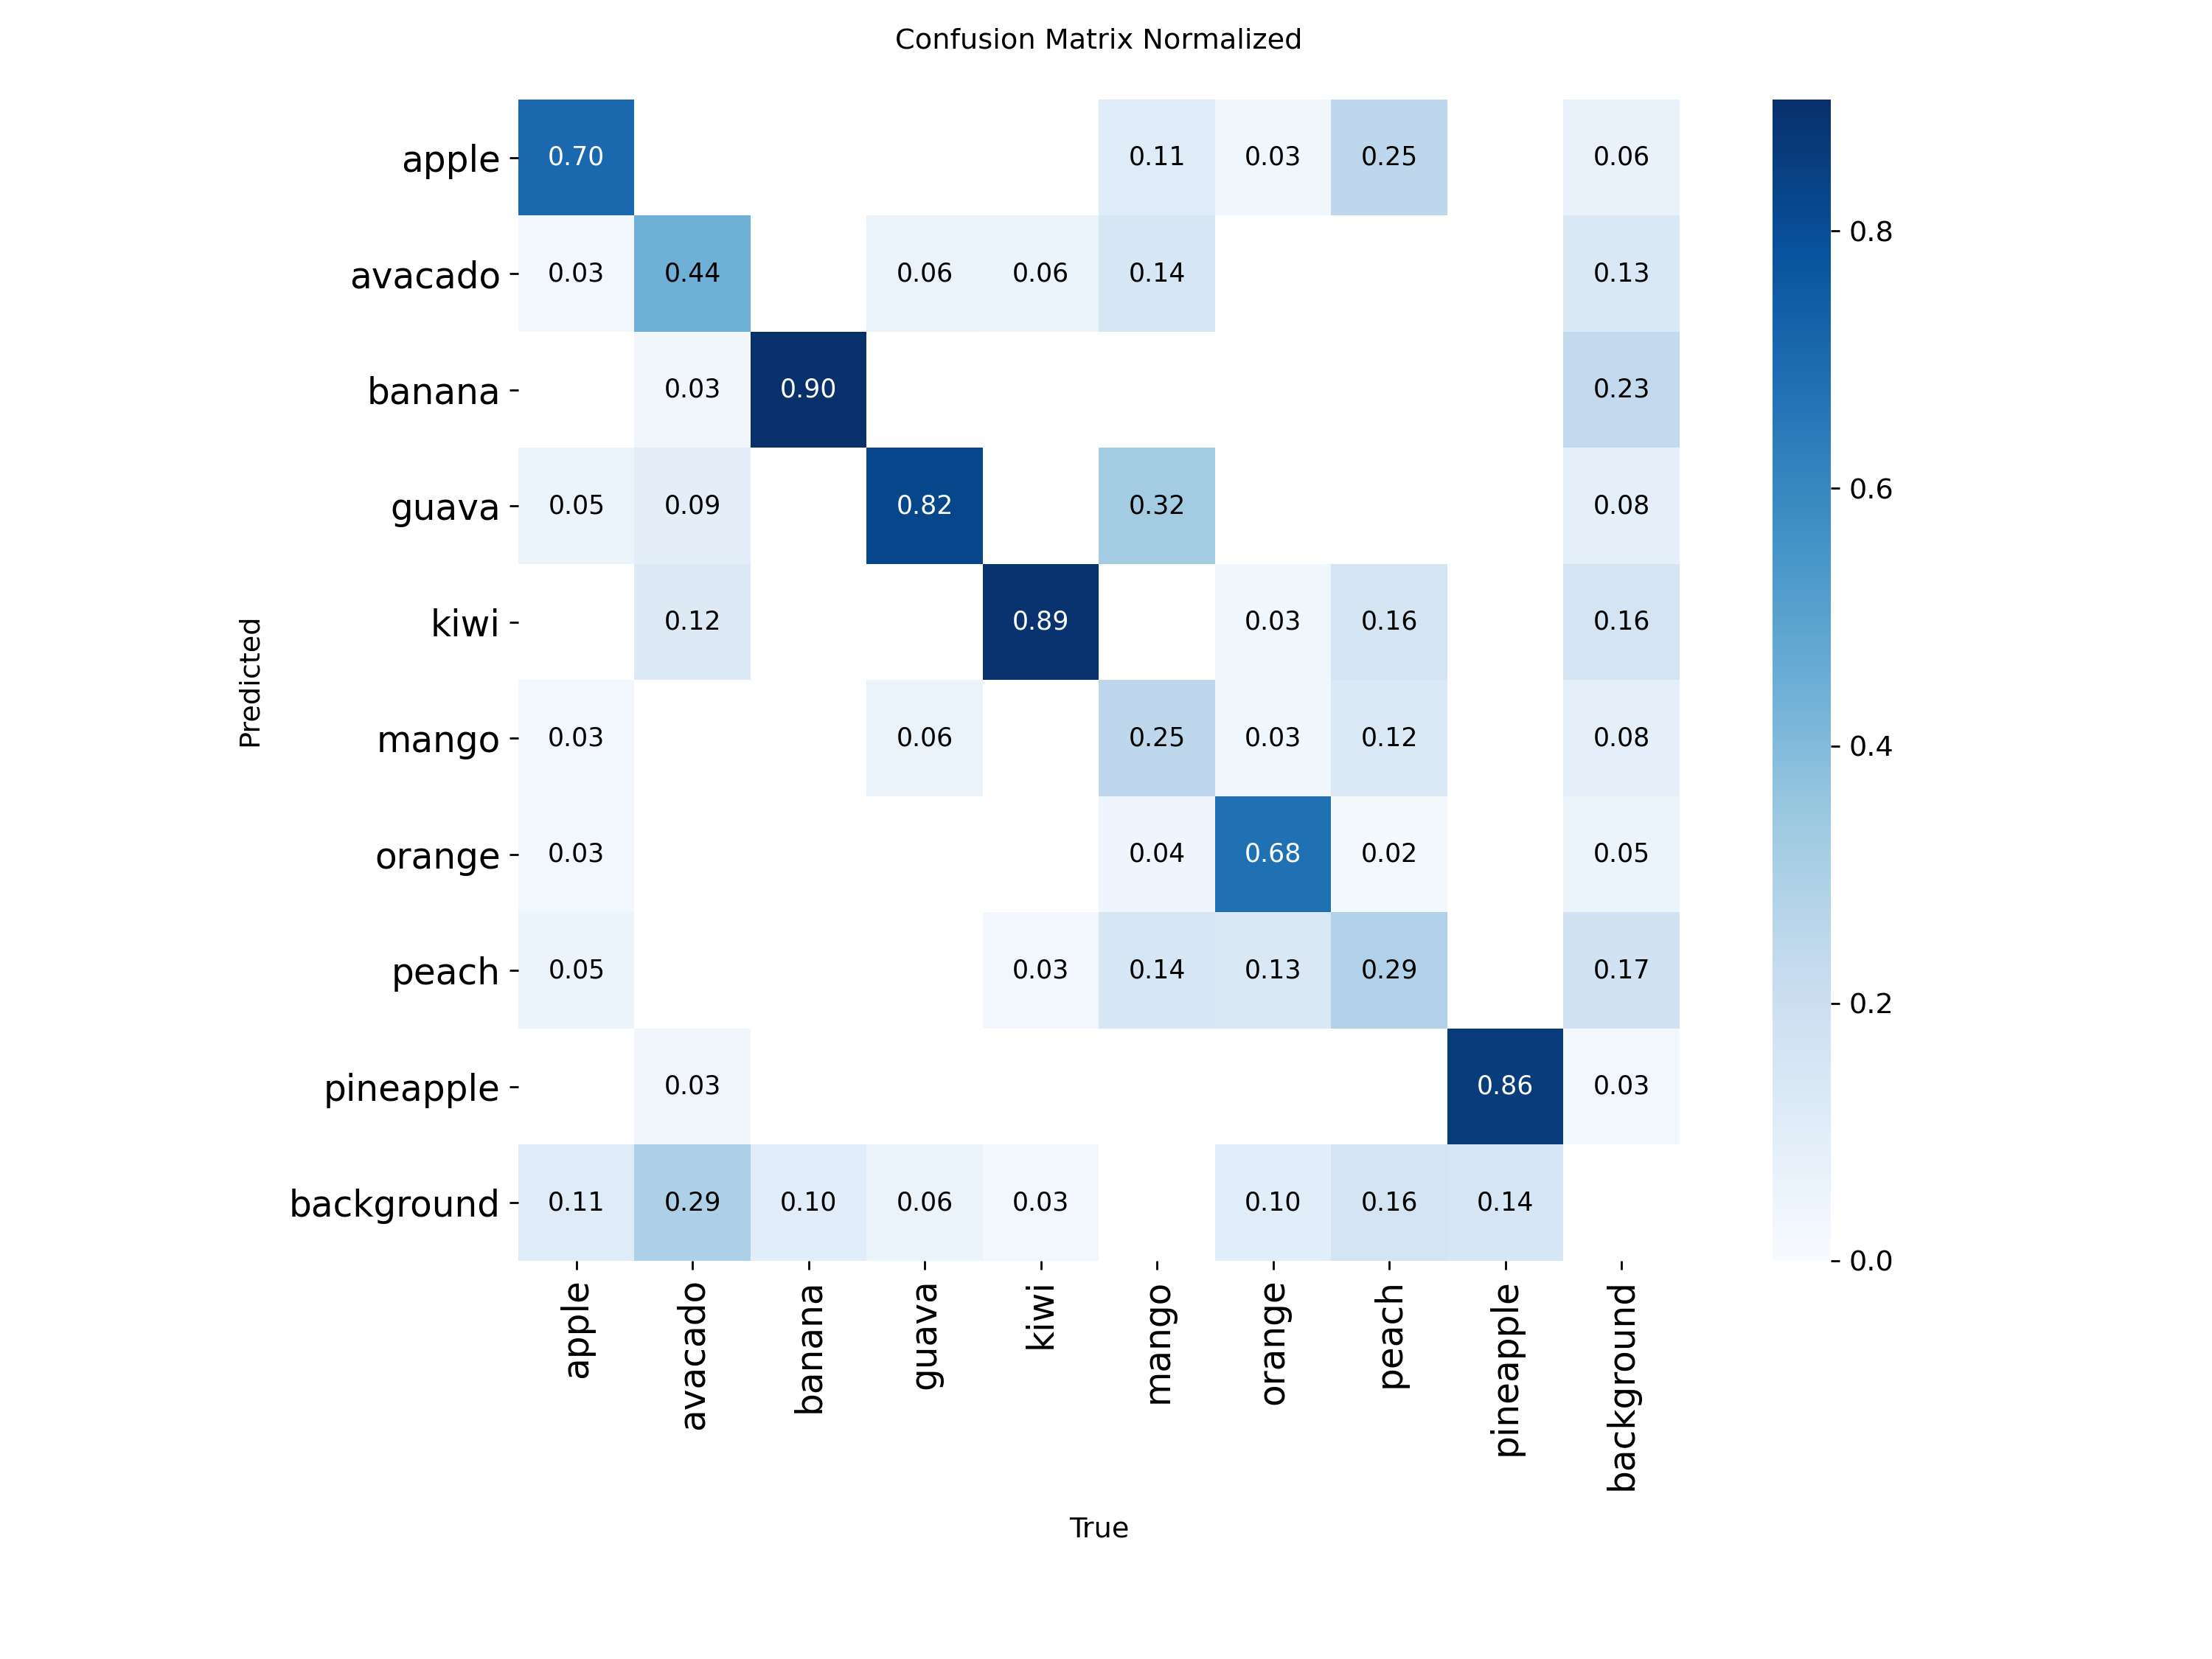 Confusion Matrix Normalized
apple 0.70 0.11 0.03 0.25 0.06
avacado 0.03 0.44 0.06 0.06 0.14 0.13
banana 0.03 0.90 0.23
guava 0.05 0.09 0.82 0.32 0.08
kiwi 0.12 0.89 0.03 0.16 0.16
mango 0.03 0.06 0.25 0.03 0.12 0.08
orange 0.03 0.04 0.68 0.02 0.05
peach 0.05 0.03 0.14 0.13 0.29 0.17
pineapple 0.03 0.86 0.03
background 0.11 0.29 0.10 0.06 0.03 0.10 0.16 0.14
Predicted
apple avacado banana guava kiwi mango orange peach pineapple background
True
0.8
0.6
0.4
0.2
0.0